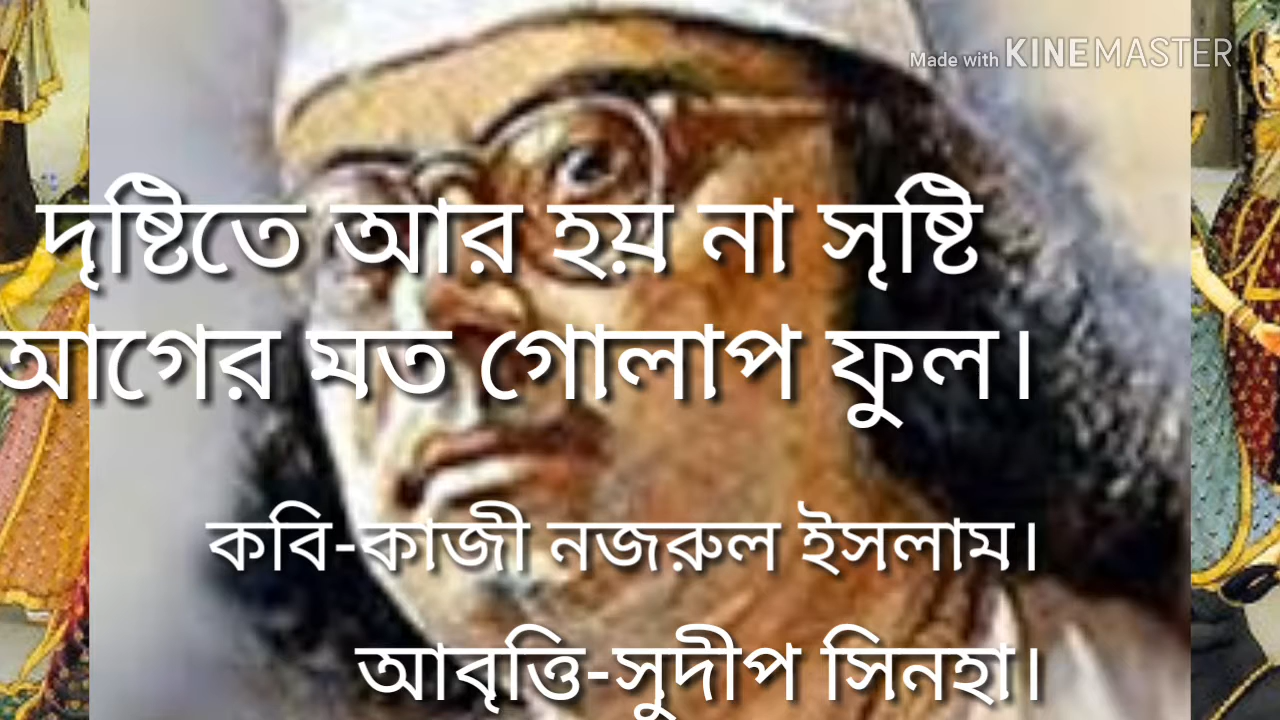 Made with KINEMASTER
দৃষ্টিতে আর হয় না সৃষ্টি
আগের মত গোলাপ ফুল।
কবি-কাজী নজরুল ইসলাম।
আবৃত্তি-সুদীপ সিনহা।